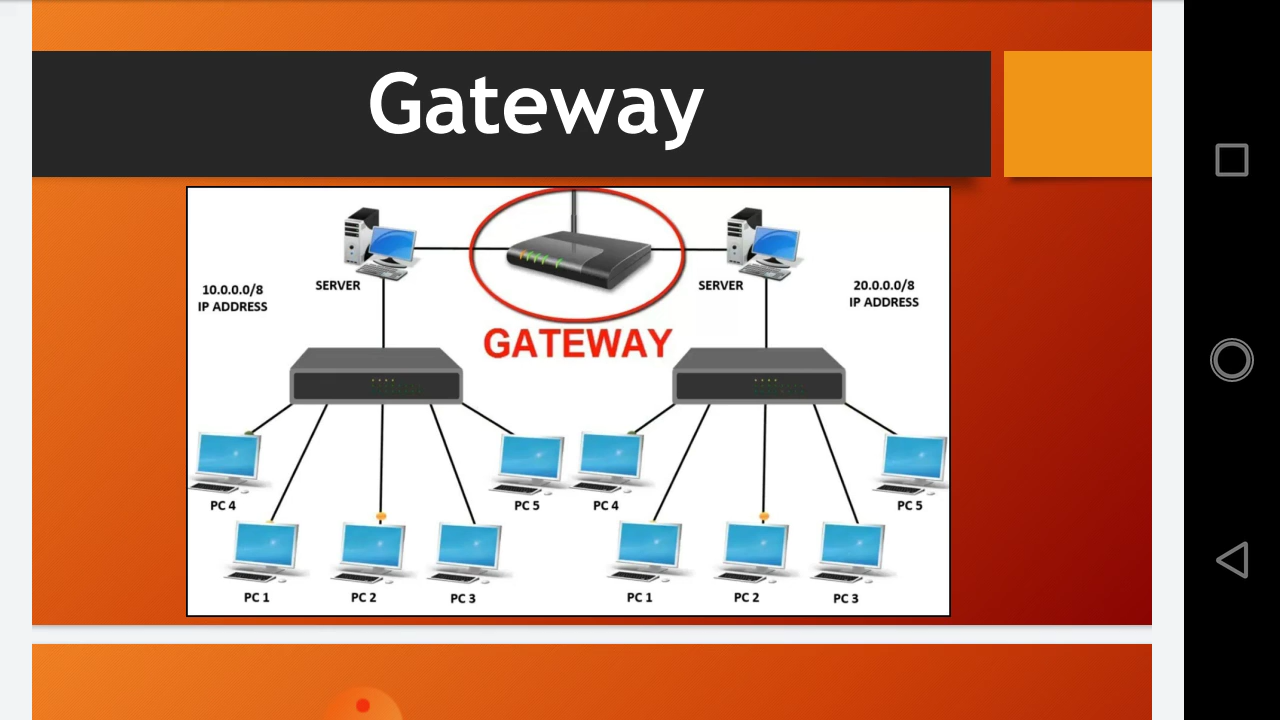 Gateway
SERVER
SERVER
10.0.0.0/8
IP ADDRESS
20.0.0.0/8
IP ADDRESS
GATEWAY
PC 4
PC 5
PC 4
PC 5
PC 1
PC 2
PC 3
PC 1
PC 2
PC 3